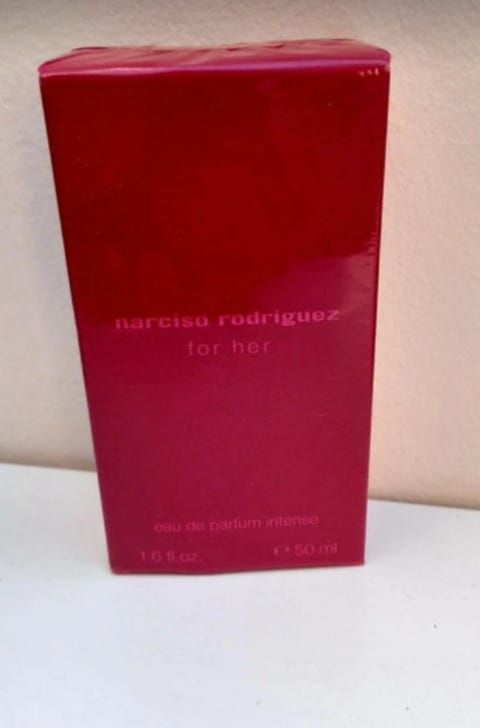 narciso rodriguez
for her
eau de parfum intense
1.6 fl.oz. ℮ 50 ml